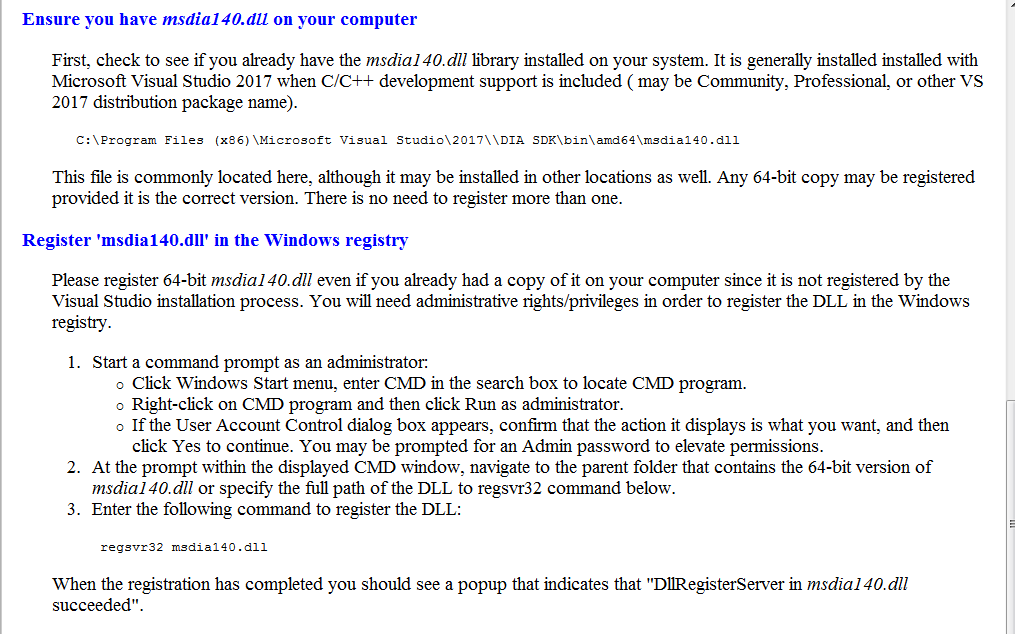 Ensure you have msdia140.dll on your computer
First, check to see if you already have the msdia140.dll library installed on your system. It is generally installed installed with
Microsoft Visual Studio 2017 when C/C++ development support is included ( may be Community, Professional, or other VS
2017 distribution package name).
C:\Program Files (x86)\Microsoft Visual Studio\2017\\DIA SDK\bin\amd64\msdia140.dll
This file is commonly located here, although it may be installed in other locations as well. Any 64-bit copy may be registered
provided it is the correct version. There is no need to register more than one.
Register 'msdia140.dll' in the Windows registry
Please register 64-bit msdia140.dll even if you already had a copy of it on your computer since it is not registered by the
Visual Studio installation process. You will need administrative rights/privileges in order to register the DLL in the Windows
registry.
1. Start a command prompt as an administrator:
o Click Windows Start menu, enter CMD in the search box to locate CMD program.
o Right-click on CMD program and then click Run as administrator.
o If the User Account Control dialog box appears, confirm that the action it displays is what you want, and then
click Yes to continue. You may be prompted for an Admin password to elevate permissions.
2. At the prompt within the displayed CMD window, navigate to the parent folder that contains the 64-bit version of
msdia140.dll or specify the full path of the DLL to regsvr32 command below.
3. Enter the following command to register the DLL:
regsvr32 msdia140.dll
When the registration has completed you should see a popup that indicates that "DllRegisterServer in msdia140.dll
succeeded".